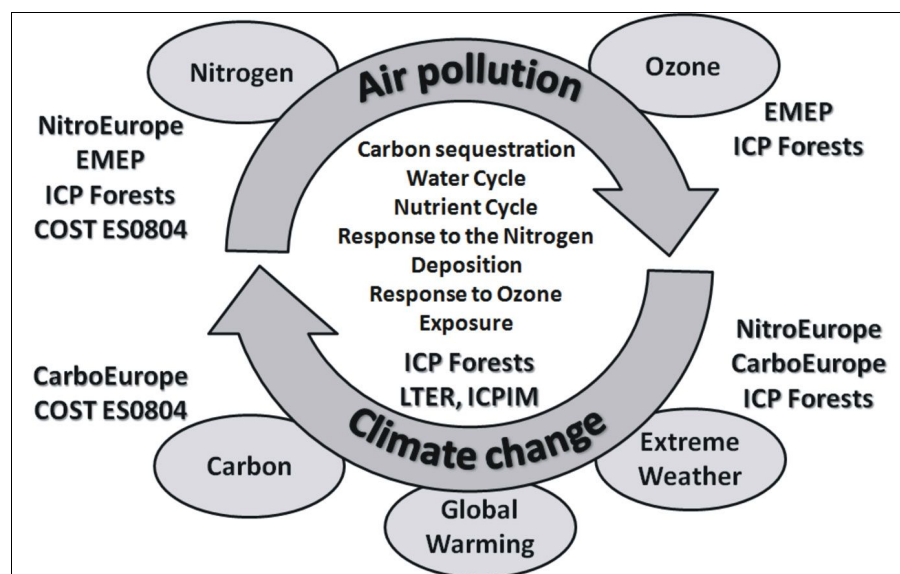 Air pollution
Nitrogen
Ozone
NitroEurope
EMEP
ICP Forests
COST ES0804
EMEP
ICP Forests
Carbon sequestration
Water Cycle
Nutrient Cycle
Response to the Nitrogen
Deposition
Response to Ozone
Exposure
ICP Forests
LTER, ICPIM
NitroEurope
CarboEurope
ICP Forests
CarboEurope
COST ES0804
Climate change
Carbon
Extreme
Weather
Global
Warming